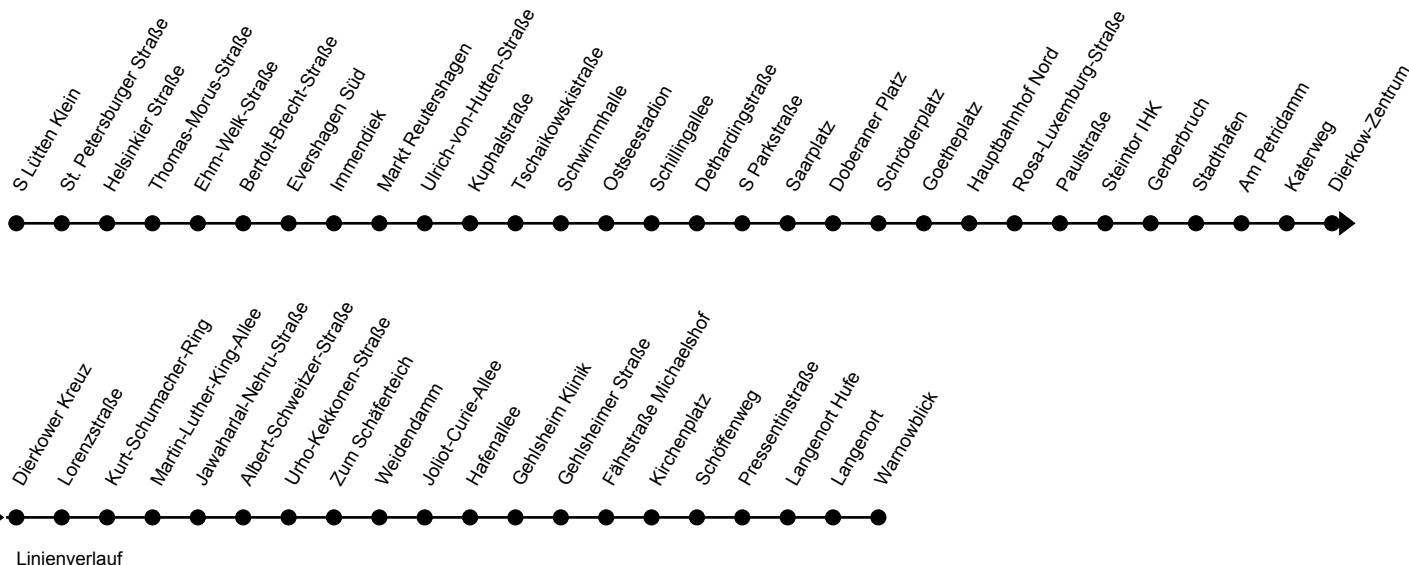 S Lütten Klein
St. Petersburger Straße
Helsinkier Straße
Thomas-Morus-Straße
Ehm-Welk-Straße
Bertolt-Brecht-Straße
Evershagen Süd
Immendiek
Markt Reutershagen
Ulrich-von-Hutten-Straße
Kuphalstraße
Tschaikowskistraße
Schwimmhalle
Ostseestadion
Schillingallee
Dethardingstraße
S Parkstraße
Saarplatz
Doberaner Platz
Schröderplatz
Goetheplatz
Hauptbahnhof Nord
Rosa-Luxemburg-Straße
Paulstraße
Steintor IHK
Gerberbruch
Stadthafen
Am Petridamm
Katerweg
Dierkow-Zentrum
Dierkower Kreuz
Lorenzstraße
Kurt-Schumacher-Ring
Martin-Luther-King-Allee
Jawaharlal-Nehru-Straße
Albert-Schweitzer-Straße
Urho-Kekkonen-Straße
Zum Schäferteich
Weidendamm
Joliot-Curie-Allee
Hafenallee
Gehlsheim Klinik
Gehlsheimer Straße
Fährstraße Michaelshof
Kirchenplatz
Schöffenweg
Pressentinstraße
Langenort Hufe
Langenort
Warnowblick
Linienverlauf